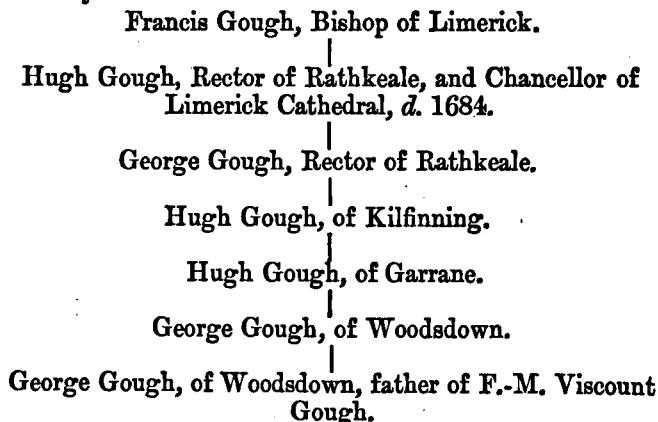 Francis Gough, Bishop of Limerick.
Hugh Gough, Rector of Rathkeale, and Chancellor of
Limerick Cathedral, d. 1684.
George Gough, Rector of Rathkeale.
Hugh Gough, of Kilfinning.
Hugh Gough, of Garrane.
George Gough, of Woodsdown.
George Gough, of Woodsdown, father of F.-M. Viscount
Gough.